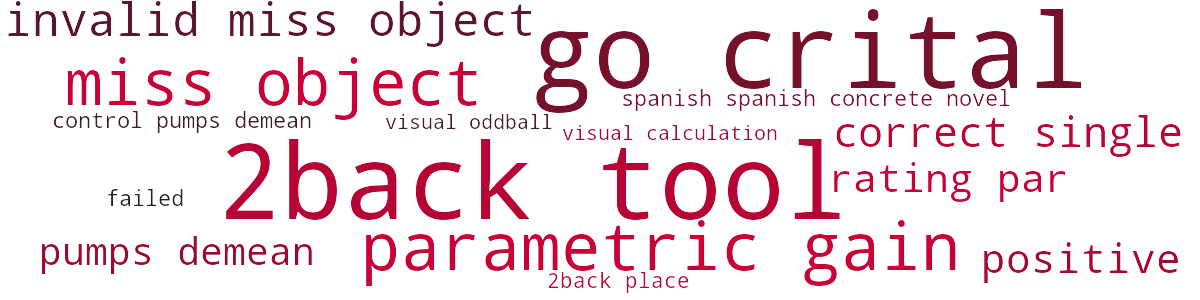 invalid miss object
go crital
miss object
spanish spanish concrete novel
control pumps demean
visual oddball
visual calculation
correct single
2back tool
rating par
failed
pumps demean
parametric gain
positive
2back place